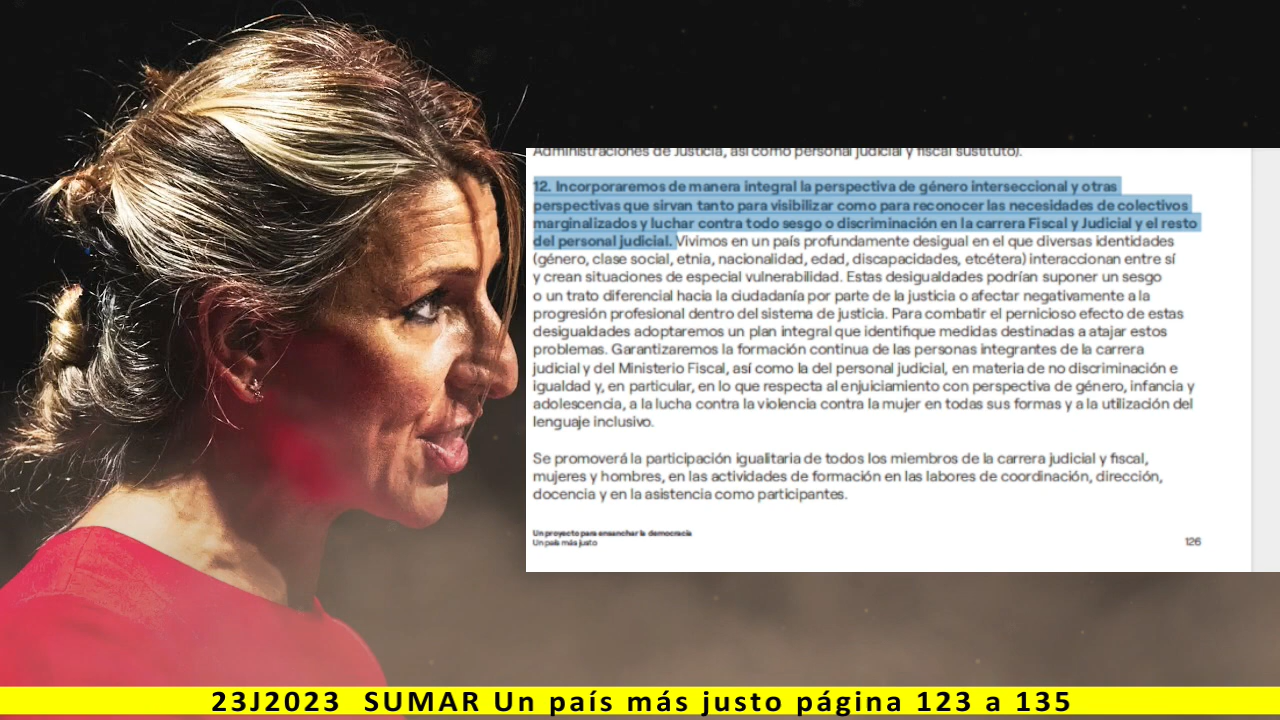 Administraciones de Justicia, así como personal judicial y fiscal sustituto).
12. Incorporaremos de manera integral la perspectiva de género interseccional y otras
perspectivas que sirvan tanto para visibilizar como para reconocer las necesidades de colectivos
marginalizados y luchar contra todo sesgo o discriminación en la carrera Fiscal y Judicial y el resto
del personal judicial. Vivimos en un país profundamente desigual en el que diversas identidades
(género, clase social, etnia, nacionalidad, edad, discapacidades, etcétera) interaccionan entre sí
y crean situaciones de especial vulnerabilidad. Estas desigualdades podrían suponer un sesgo
o un trato diferencial hacia la ciudadanía por parte de la justicia o afectar negativamente a la
progresión profesional dentro del sistema de justicia. Para combatir el pernicioso efecto de estas
desigualdades adoptaremos un plan integral que identifique medidas destinadas a atajar estos
problemas. Garantizaremos la formación continua de las personas integrantes de la carrera
judicial y del Ministerio Fiscal, así como la del personal judicial, en materia de no discriminación e
igualdad y, en particular, en lo que respecta al enjuiciamiento con perspectiva de género, infancia y
adolescencia, a la lucha contra la violencia contra la mujer en todas sus formas y a la utilización del
lenguaje inclusivo.
Se promoverá la participación igualitaria de todos los miembros de la carrera judicial y fiscal,
mujeres y hombres, en las actividades de formación en las labores de coordinación, dirección,
docencia y en la asistencia como participantes.
Un proyecto para ensanchar la democracia
Un país más justo
126
23J2023 SUMAR Un país más justo página 123 a 135